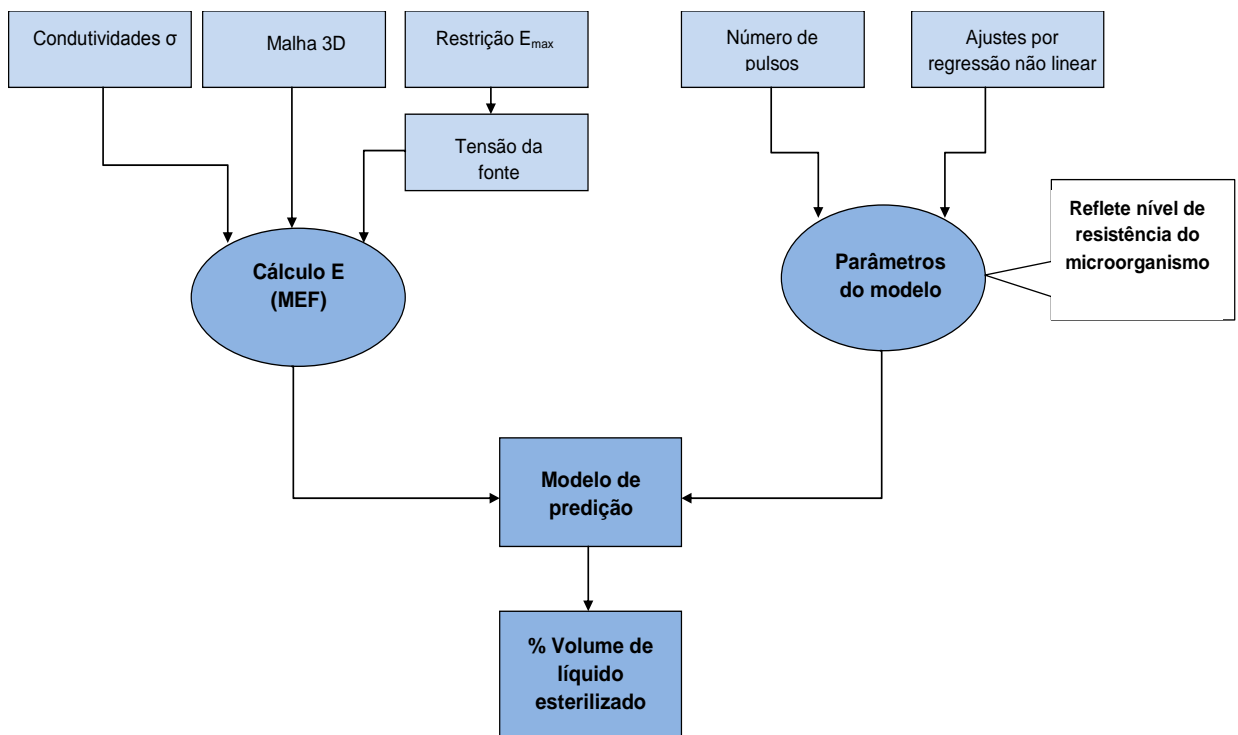 Condutividades σ
Malha 3D
Restrição Emax
Número de
pulsos
Ajustes por
regressão não linear
Tensão da
fonte
Reflete nível de
resistência do
microorganismo
Cálculo E
(MEF)
Parâmetros
do modelo
Modelo de
predição
% Volume de
líquido
esterilizado